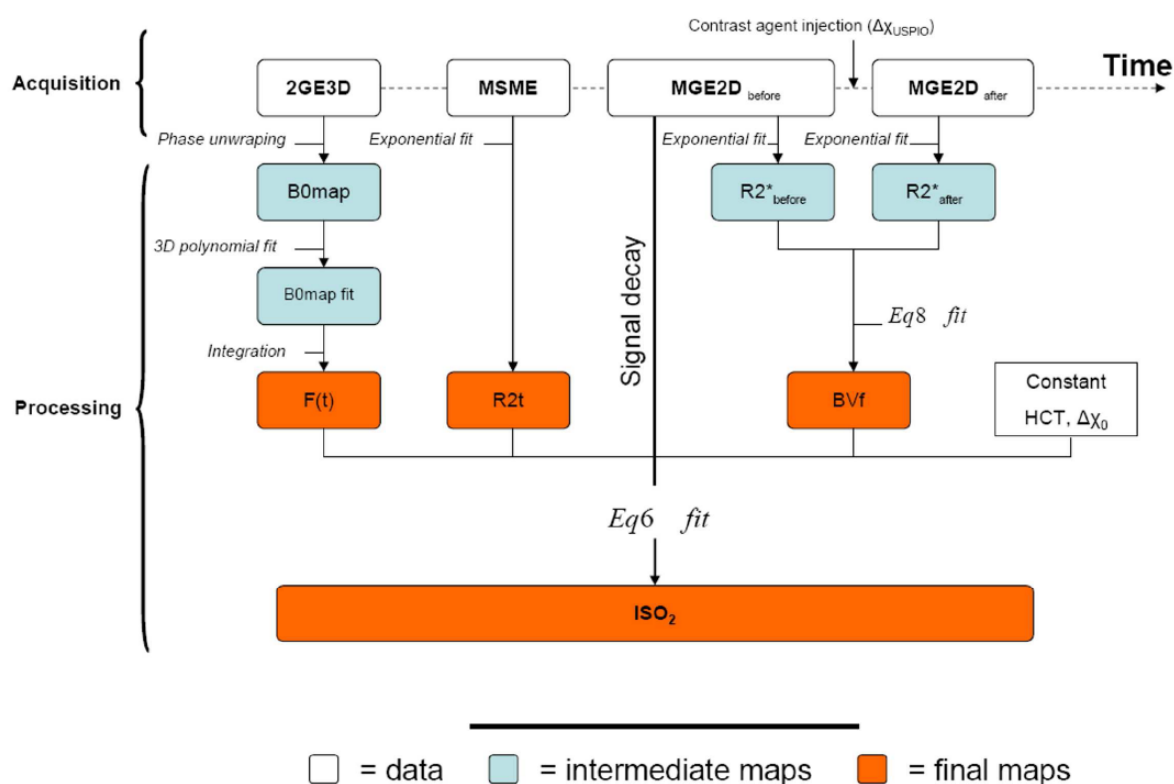 Contrast agent injection (Δχ_USPIO)
Acquisition
2GE3D
MSME
MGE2D before
MGE2D after
Time
Phase unwraping
Exponential fit
Exponential fit
Exponential fit
B0map
R2*before
R2*after
3D polynomial fit
B0map fit
Signal decay
Eq8 fit
Integration
Processing
F(t)
R2t
BVf
Constant
HCT, Δχ0
Eq6 fit
ISO2
= data
= intermediate maps
= final maps